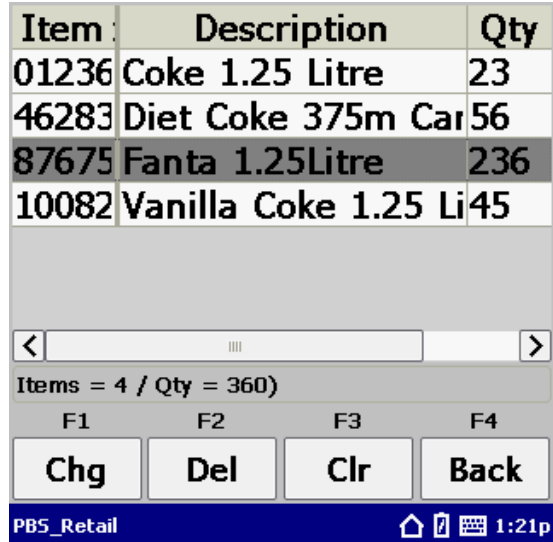 Item : Description Qty
01236 Coke 1.25 Litre 23
46283 Diet Coke 375m Car 56
87675 Fanta 1.25Litre 236
10082 Vanilla Coke 1.25 Li 45
Items = 4 / Qty = 360)
F1 F2 F3 F4
Chg Del Clr Back
PBS_Retail 1:21p